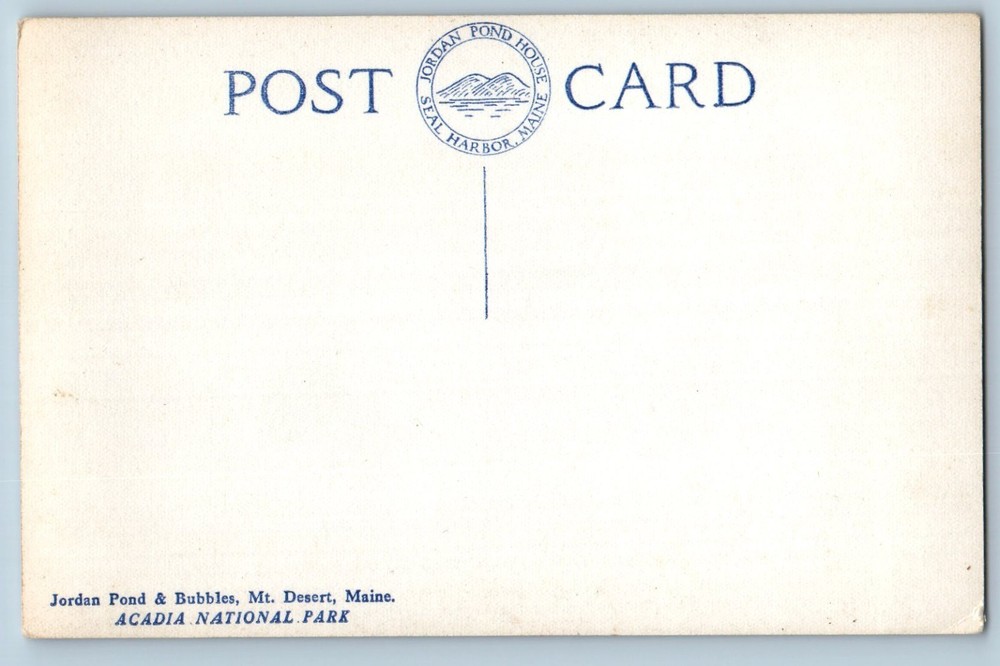 POST CARD
JORDAN POND HOUSE
SEAL HARBOR, MAINE
Jordan Pond & Bubbles, Mt. Desert, Maine.
ACADIA NATIONAL PARK